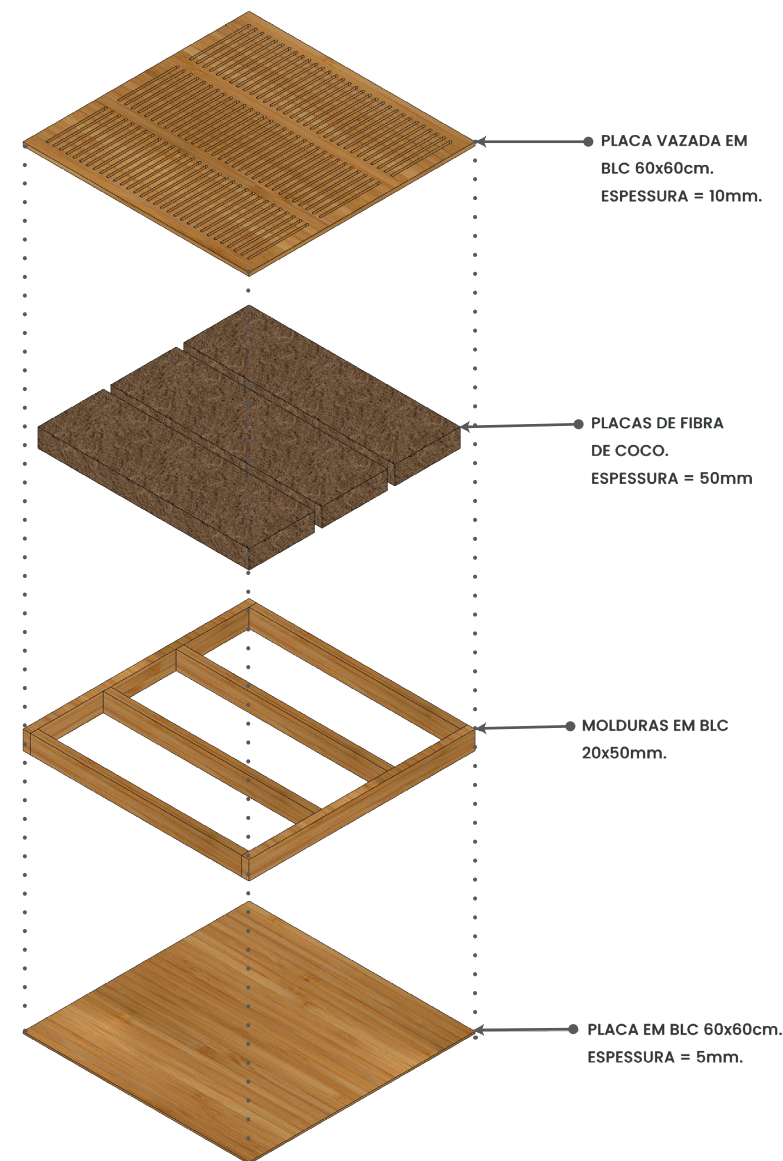 PLACA VAZADA EM
BLC 60x60cm.
ESPESSURA = 10mm.
PLACAS DE FIBRA
DE COCO.
ESPESSURA = 50mm
MOLDURAS EM BLC
20x50mm.
PLACA EM BLC 60x60cm.
ESPESSURA = 5mm.